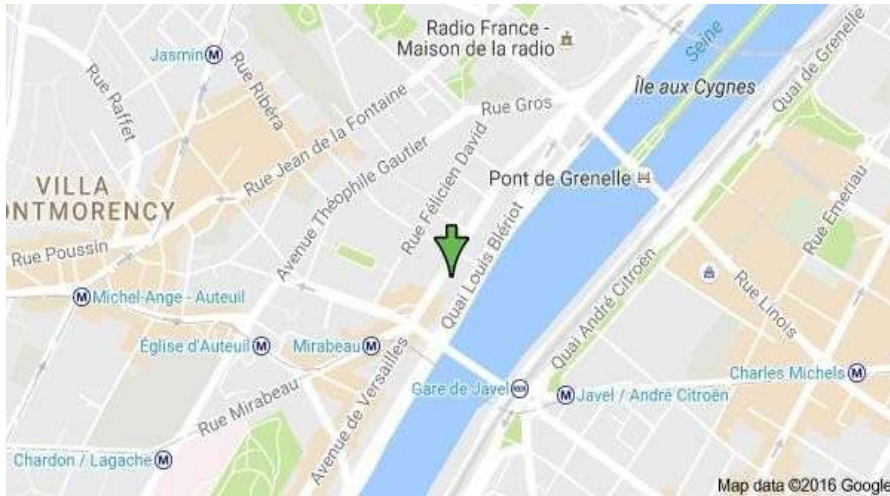 Radio France -
Maison de la radio
Seine
Jasmin M
Quai de Grenelle
Île aux Cygnes
Rue Raffet
Rue Ribéra
Rue Gros
Rue Jean de la Fontaine
Rue Félicien David
Pont de Grenelle
VILLA
ONTMORENCY
Avenue Théophile Gautier
Rue Émeriau
Rue Poussin
Quai Louis Blériot
Quai André Citroën
Rue Linois
M Michel-Ange - Auteuil
Église d'Auteuil M
Mirabeau M
Charles Michels M
Gare de Javel
M Javel / André Citroën
Rue Mirabeau
Avenue de Versailles
Chardon / Lagache M
Map data ©2016 Google